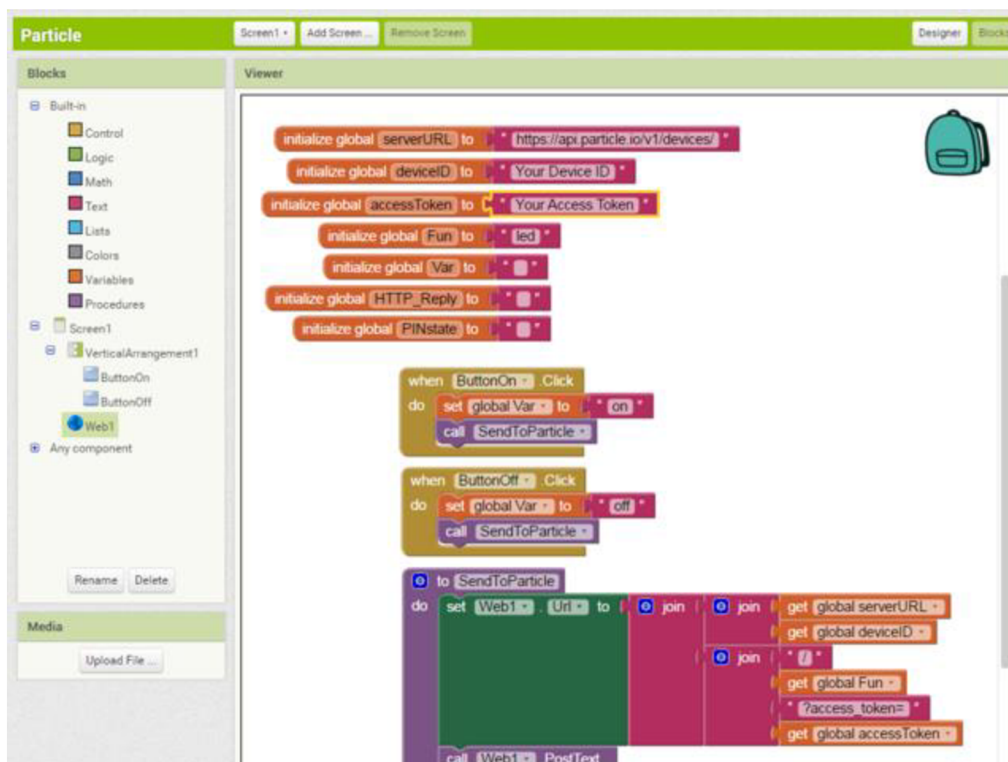 Particle
Screen1
Add Screen ...
Remove Screen
Designer
Blocks
Blocks
Viewer
Built-in
Control
Logic
Math
Text
Lists
Colors
Variables
Procedures
Screen1
VerticalArrangement1
ButtonOn
ButtonOff
Web1
Any component
Rename
Delete
Media
Upload File ...
initialize global serverURL to " https://api.particle.io/v1/devices/ "
initialize global deviceID to " Your Device ID "
initialize global accessToken to " Your Access Token "
initialize global Fun to " led "
initialize global Var to " "
initialize global HTTP_Reply to " "
initialize global PINstate to " "
when ButtonOn .Click
do set global Var to " on "
call SendToParticle
when ButtonOff .Click
do set global Var to " off "
call SendToParticle
to SendToParticle
do set Web1 . Url to join join get global serverURL
get global deviceID
join " / "
get global Fun
" ?access_token= "
get global accessToken
call Web1 .PostText